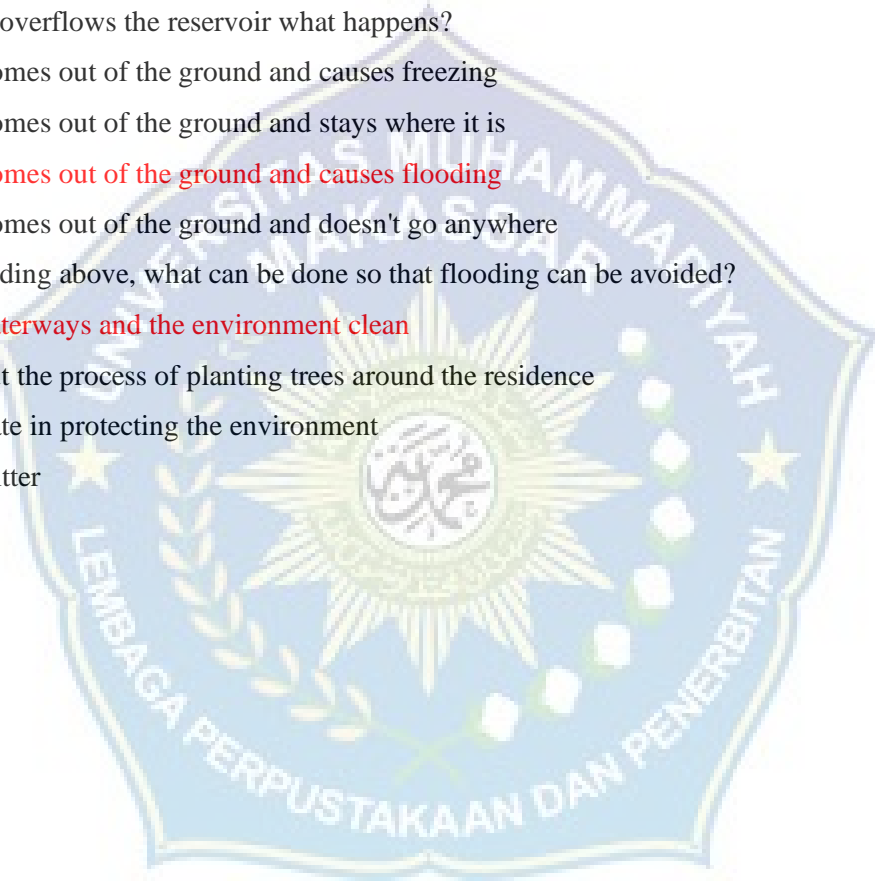 overflows the reservoir what happens?
omes out of the ground and causes freezing
omes out of the ground and stays where it is
omes out of the ground and causes flooding
omes out of the ground and doesn't go anywhere
ding above, what can be done so that flooding can be avoided?
terways and the environment clean
t the process of planting trees around the residence
te in protecting the environment
tter
UNIVERSITAS MUHAMMADIYAH
MAKASSAR
LEMBAGA PERPUSTAKAAN DAN PENERBITAN